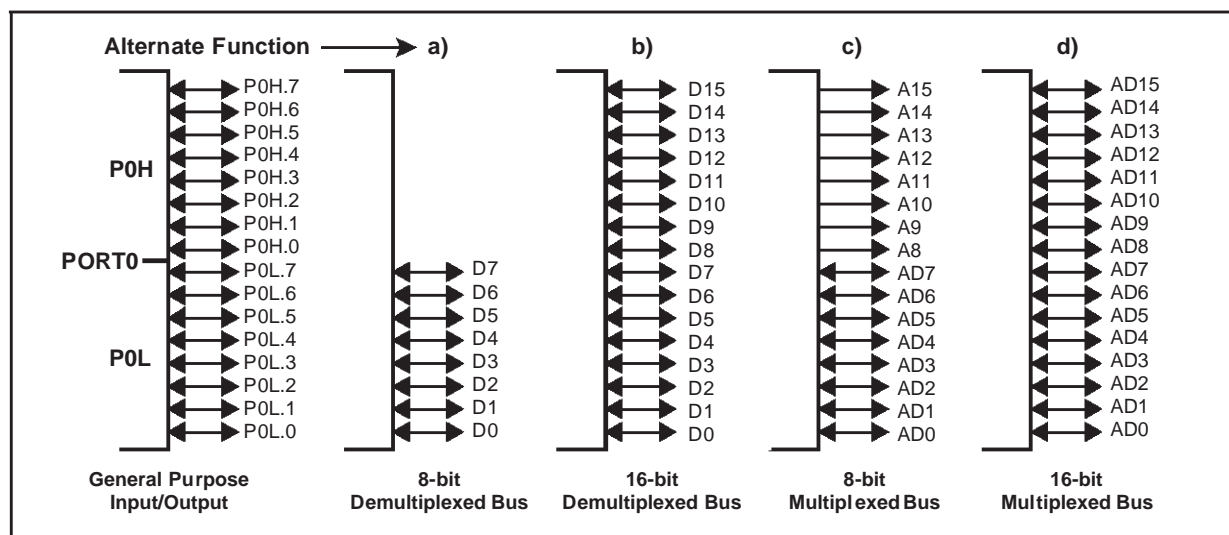 Alternate Function a) b) c) d)
P0H.7 D15 A15 AD15
P0H.6 D14 A14 AD14
P0H.5 D13 A13 AD13
P0H.4 D12 A12 AD12
P0H
P0H.3 D11 A11 AD11
P0H.2 D10 A10 AD10
P0H.1 D9 A9 AD9
P0H.0 D8 A8 AD8
PORT0
P0L.7 D7 D7 AD7 AD7
P0L.6 D6 D6 AD6 AD6
P0L.5 D5 D5 AD5 AD5
P0L.4 D4 D4 AD4 AD4
P0L
P0L.3 D3 D3 AD3 AD3
P0L.2 D2 D2 AD2 AD2
P0L.1 D1 D1 AD1 AD1
P0L.0 D0 D0 AD0 AD0
General Purpose 8-bit 16-bit 8-bit 16-bit
Input/Output Demultiplexed Bus Demultiplexed Bus Multiplexed Bus Multiplexed Bus